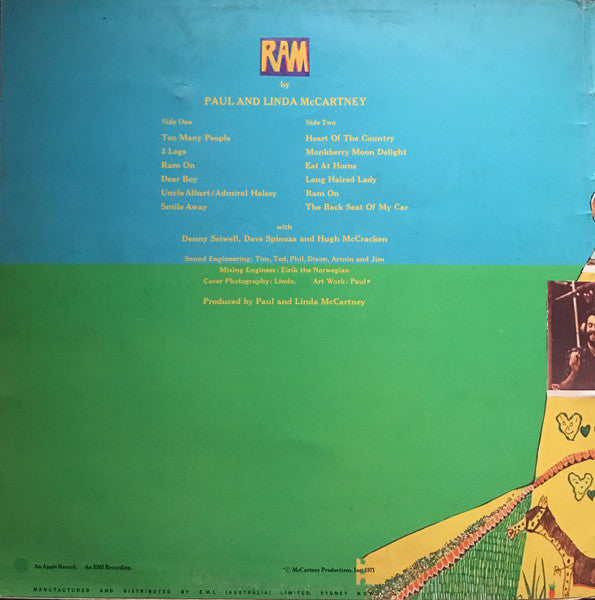 RAM
by
PAUL AND LINDA McCARTNEY
Side One
Too Many People
3 Legs
Ram On
Dear Boy
Uncle Albert/Admiral Halsey
Smile Away
Side Two
Heart Of The Country
Monkberry Moon Delight
Eat At Home
Long Haired Lady
Ram On
The Back Seat Of My Car
with
Denny Seiwell, Dave Spinoza and Hugh McCracken
Sound Engineering: Tim, Ted, Phil, Dixon, Armin and Jim
Mixing Engineer: Eirik the Norwegian
Cover Photography: Linda. Art Work: Paul*
Produced by Paul and Linda McCartney
An Apple Record. An EMI Recording.
*© McCartney Productions, Inc. 1971
MANUFACTURED AND DISTRIBUTED BY E.M.I. (AUSTRALIA) LIMITED, SYDNEY N.S.W.